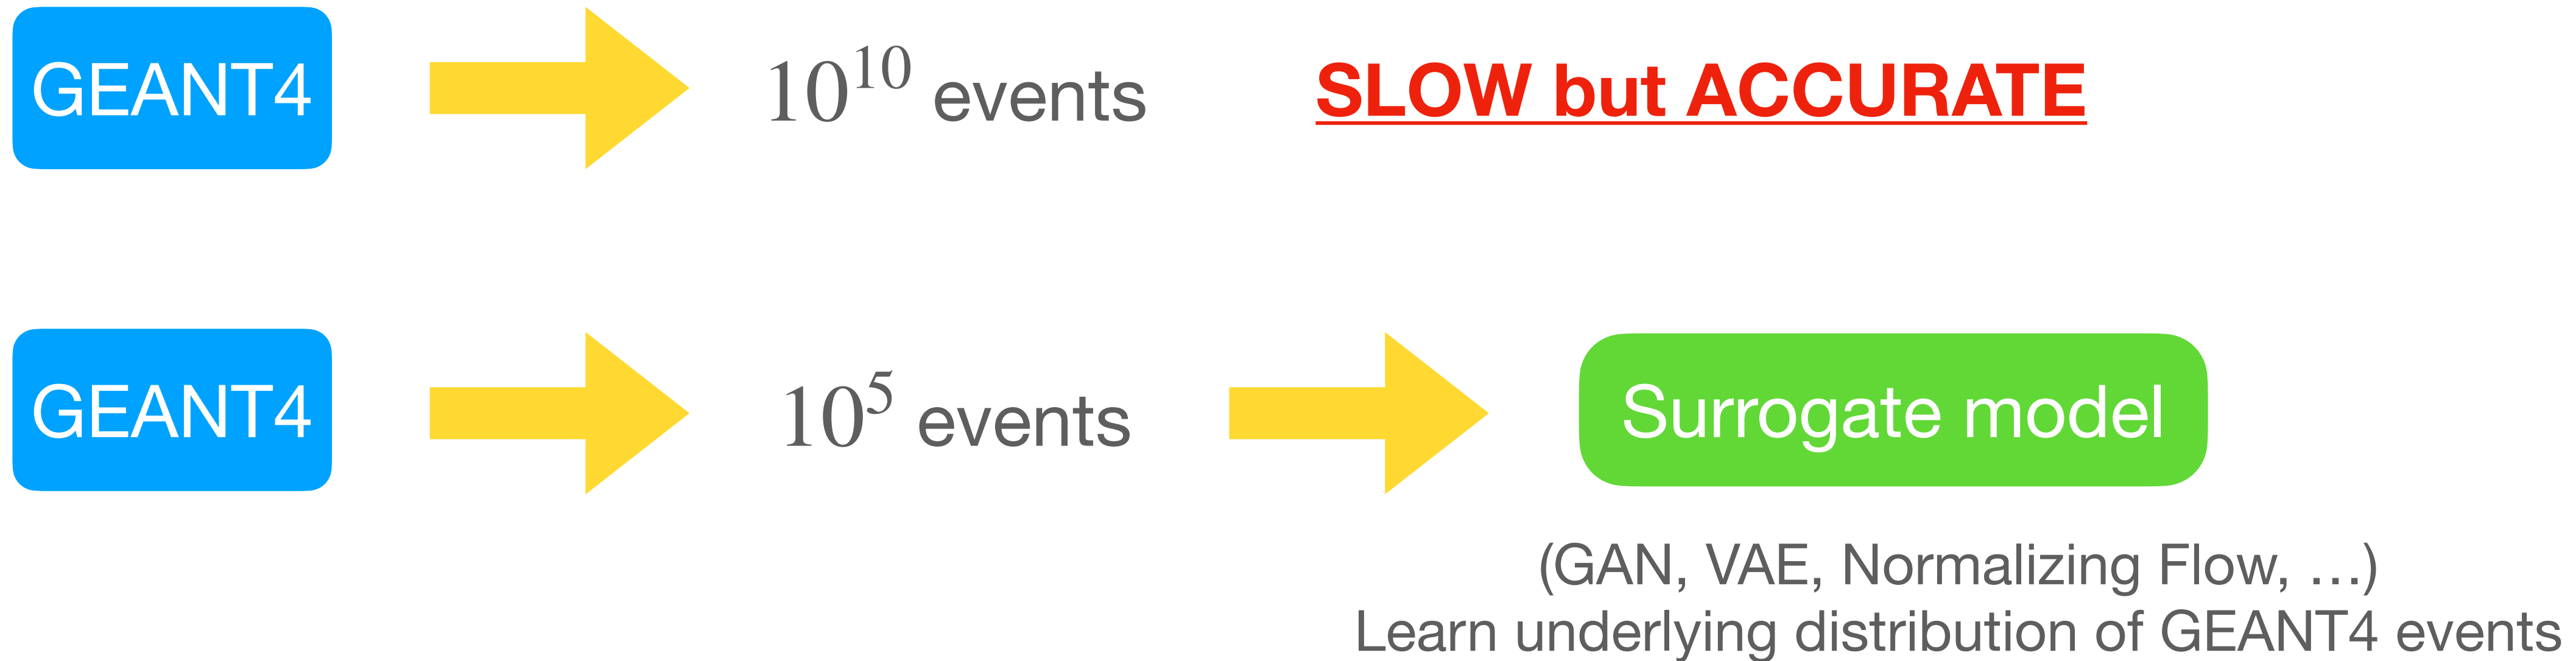 GEANT4 10^10 events SLOW but ACCURATE
GEANT4 10^5 events Surrogate model
(GAN, VAE, Normalizing Flow, …)
Learn underlying distribution of GEANT4 events